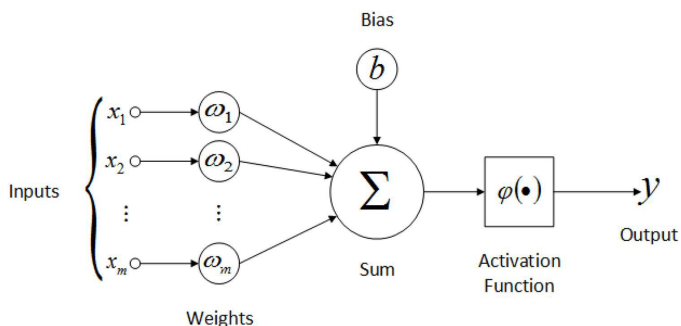 Bias
b
x₁ ω₁
x₂ ω₂
Inputs
⋮ ⋮
Σ
φ(•)
y
Output
xₘ ωₘ
Sum
Activation
Function
Weights